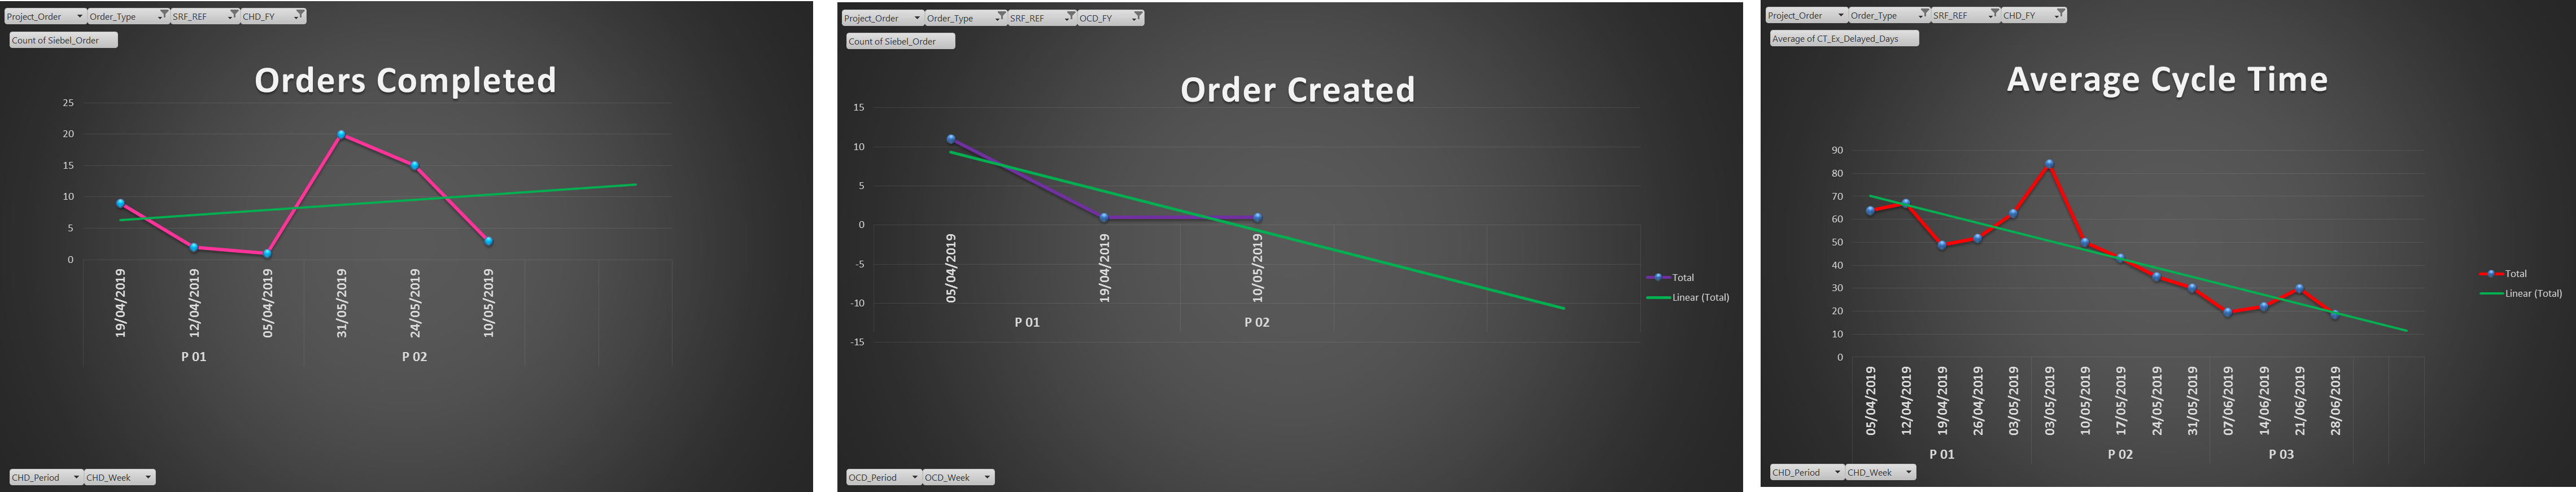 Project_Order Order_Type SRF_REF CHD_FY
Count of Siebel_Order
Orders Completed
25
20
15
10
5
0
19/04/2019 12/04/2019 05/04/2019 31/05/2019 24/05/2019 10/05/2019
P 01 P 02
CHD_Period CHD_Week
Project_Order Order_Type SRF_REF OCD_FY
Count of Siebel_Order
Order Created
15
10
5
0
-5
-10
-15
05/04/2019 19/04/2019 10/05/2019
P 01 P 02
Total
Linear (Total)
OCD_Period OCD_Week
Project_Order Order_Type SRF_REF CHD_FY
Average of CT_Ex_Delayed_Days
Average Cycle Time
90
80
70
60
50
40
30
20
10
0
05/04/2019 12/04/2019 19/04/2019 26/04/2019 03/05/2019 03/05/2019 10/05/2019 17/05/2019 24/05/2019 31/05/2019 07/06/2019 14/06/2019 21/06/2019 28/06/2019
P 01 P 02 P 03
Total
Linear (Total)
CHD_Period CHD_Week